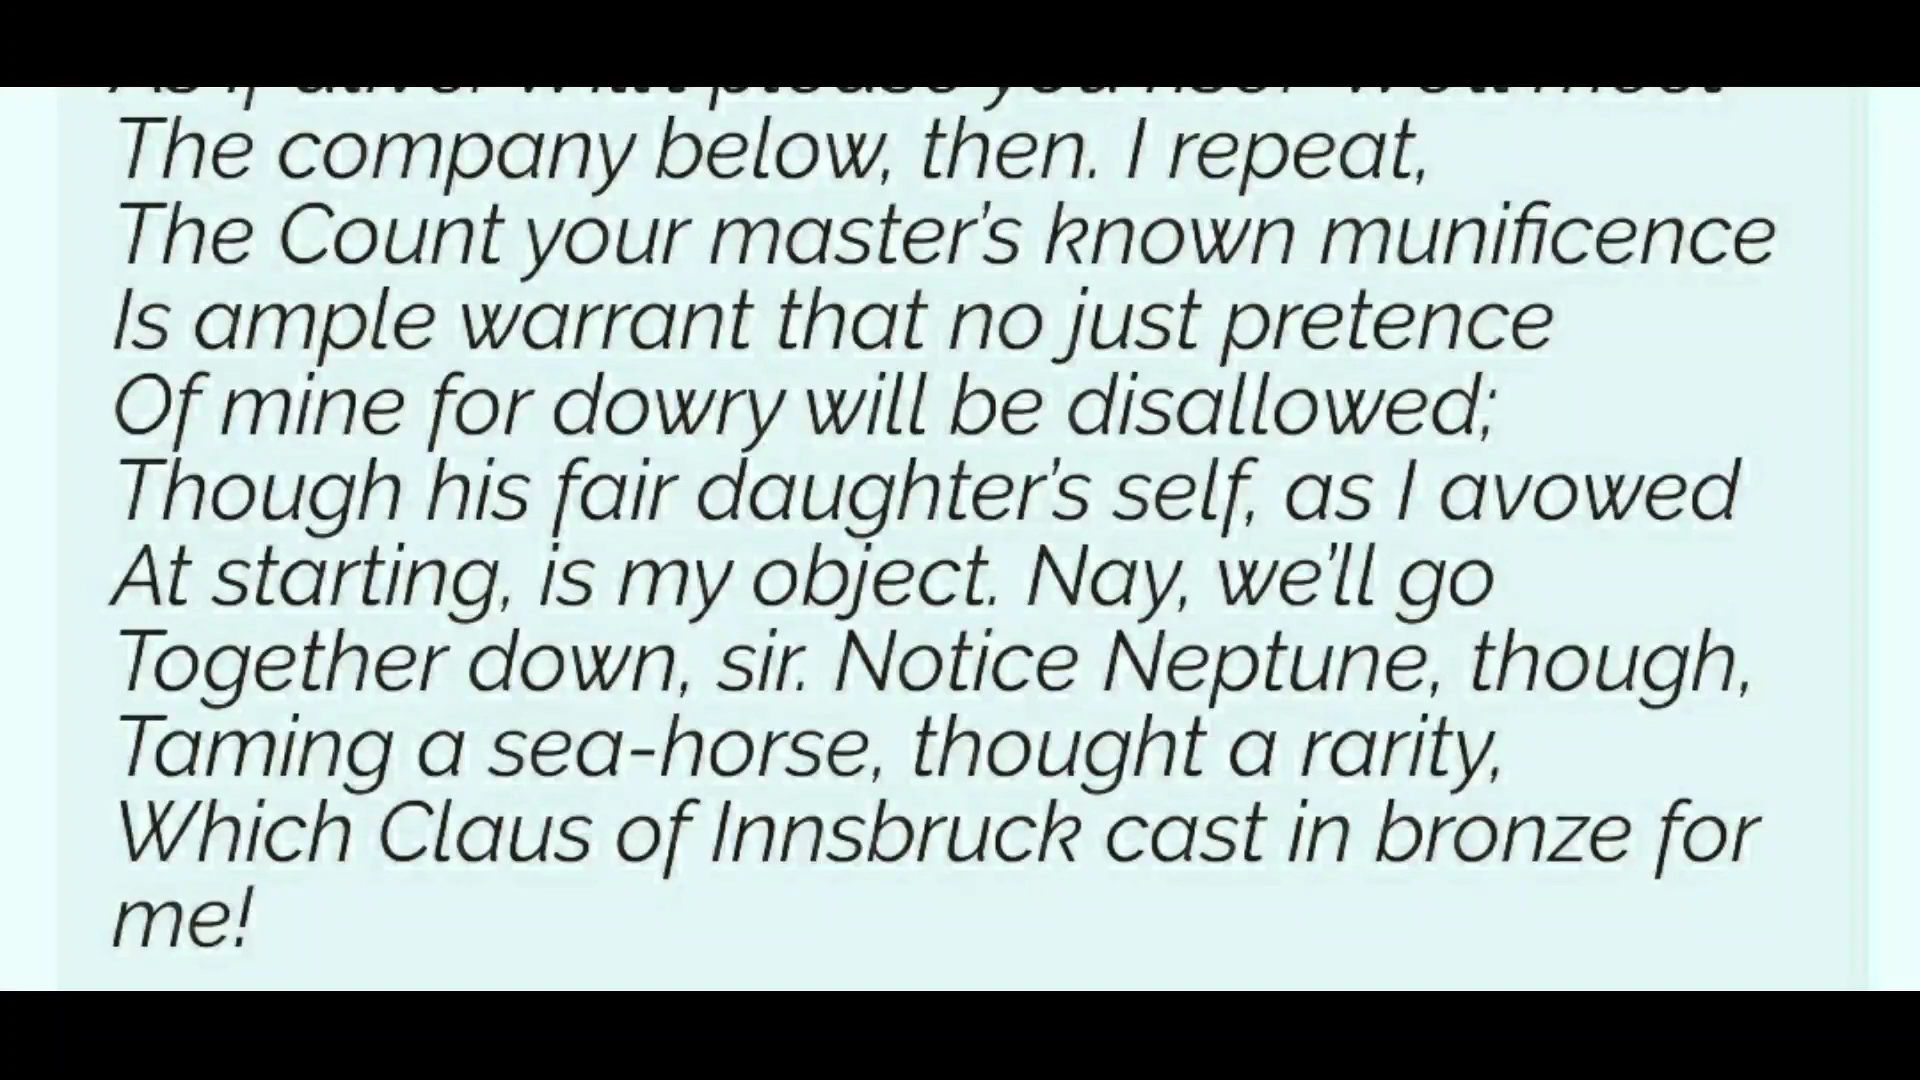 The company below, then. I repeat,
The Count your master’s known munificence
Is ample warrant that no just pretence
Of mine for dowry will be disallowed;
Though his fair daughter’s self, as I avowed
At starting, is my object. Nay, we’ll go
Together down, sir. Notice Neptune, though,
Taming a sea-horse, thought a rarity,
Which Claus of Innsbruck cast in bronze for
me!